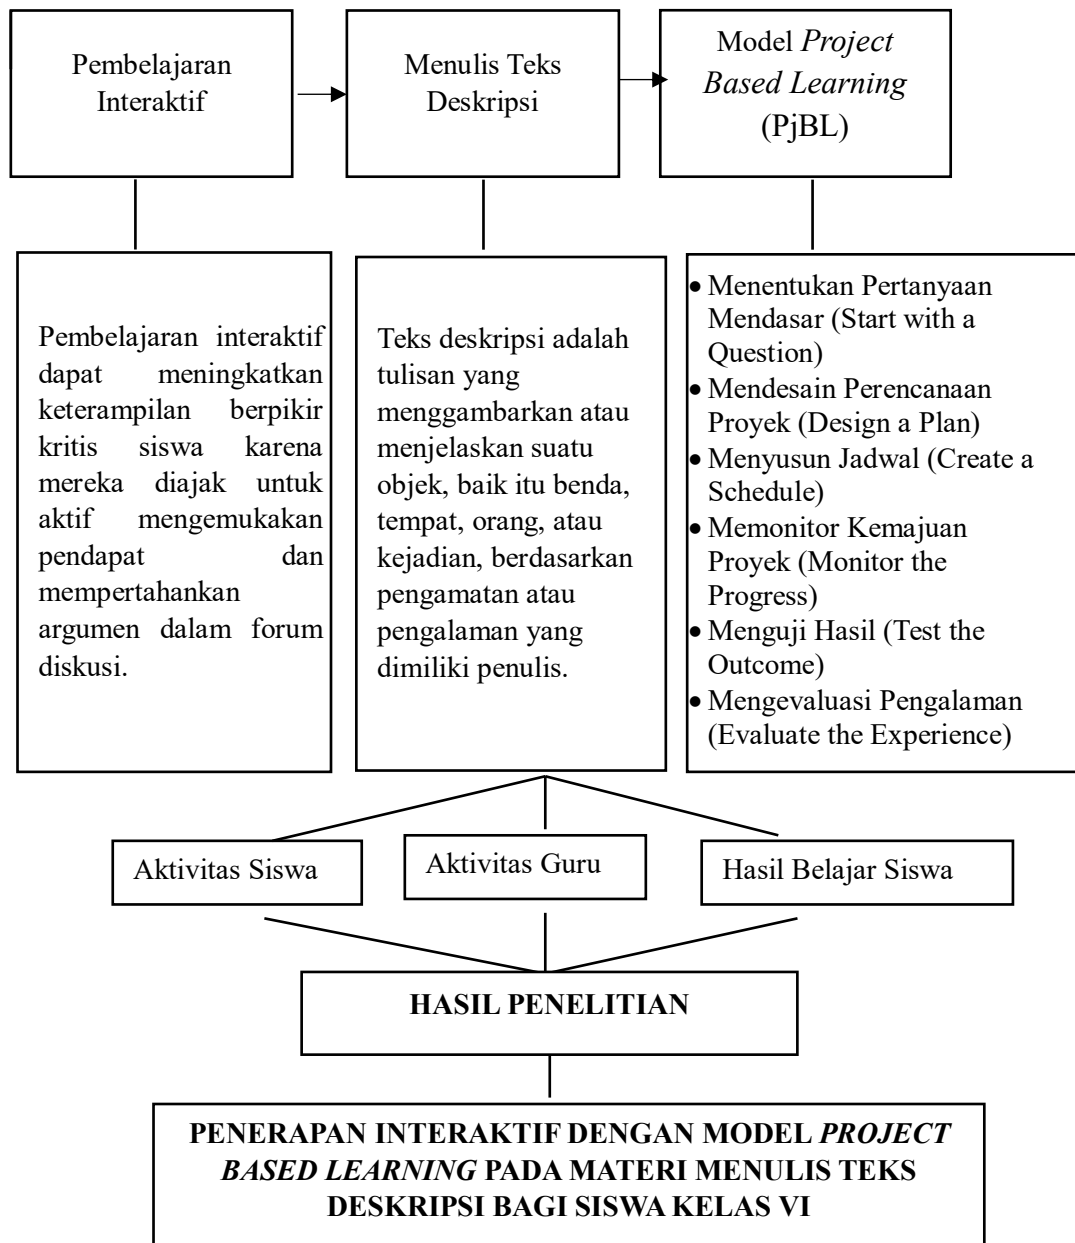 Pembelajaran
Interaktif
Menulis Teks
Deskripsi
Model Project
Based Learning
(PjBL)
Pembelajaran interaktif
dapat meningkatkan
keterampilan berpikir
kritis siswa karena
mereka diajak untuk
aktif mengemukakan
pendapat dan
mempertahankan
argumen dalam forum
diskusi.
Teks deskripsi adalah
tulisan yang
menggambarkan atau
menjelaskan suatu
objek, baik itu benda,
tempat, orang, atau
kejadian, berdasarkan
pengamatan atau
pengalaman yang
dimiliki penulis.
• Menentukan Pertanyaan
Mendasar (Start with a
Question)
• Mendesain Perencanaan
Proyek (Design a Plan)
• Menyusun Jadwal (Create a
Schedule)
• Memonitor Kemajuan
Proyek (Monitor the
Progress)
• Menguji Hasil (Test the
Outcome)
• Mengevaluasi Pengalaman
(Evaluate the Experience)
Aktivitas Siswa
Aktivitas Guru
Hasil Belajar Siswa
HASIL PENELITIAN
PENERAPAN INTERAKTIF DENGAN MODEL PROJECT
BASED LEARNING PADA MATERI MENULIS TEKS
DESKRIPSI BAGI SISWA KELAS VI